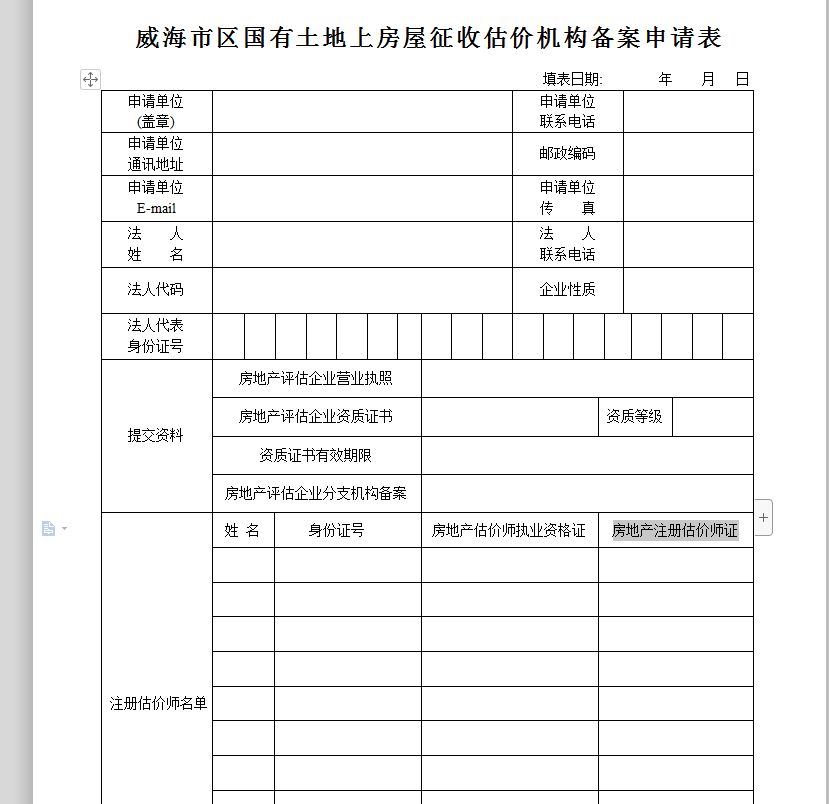 威海市区国有土地上房屋征收估价机构备案申请表
填表日期: 年 月 日
申请单位
(盖章)
申请单位
联系电话
申请单位
通讯地址
邮政编码
申请单位
E-mail
申请单位
传 真
法 人
姓 名
法 人
联系电话
法人代码
企业性质
法人代表
身份证号
提交资料
房地产评估企业营业执照
房地产评估企业资质证书
资质等级
资质证书有效期限
房地产评估企业分支机构备案
注册估价师名单
姓 名
身份证号
房地产估价师执业资格证
房地产注册估价师证